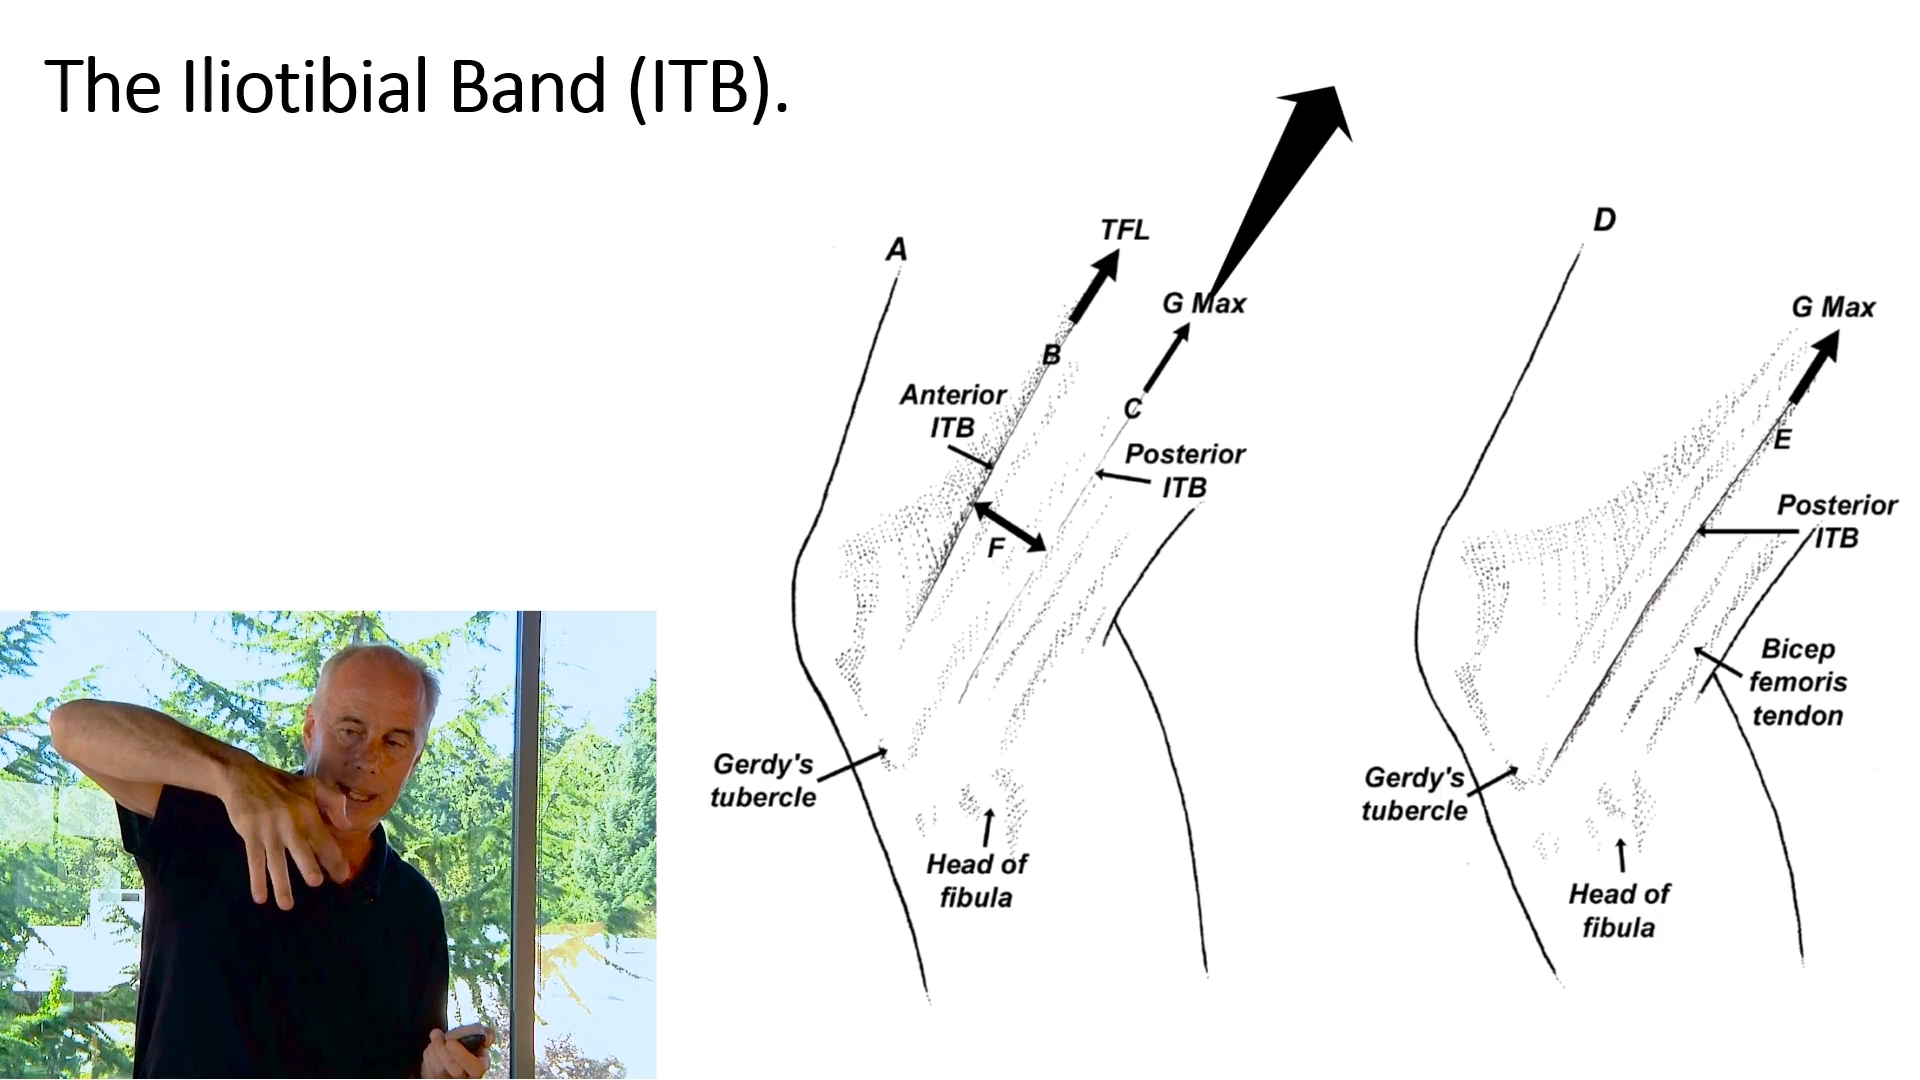 The Iliotibial Band (ITB).
A
TFL
G Max
B
Anterior
ITB
C
Posterior
ITB
F
Gerdy's
tubercle
Head of
fibula
D
G Max
E
Posterior
ITB
Bicep
femoris
tendon
Gerdy's
tubercle
Head of
fibula